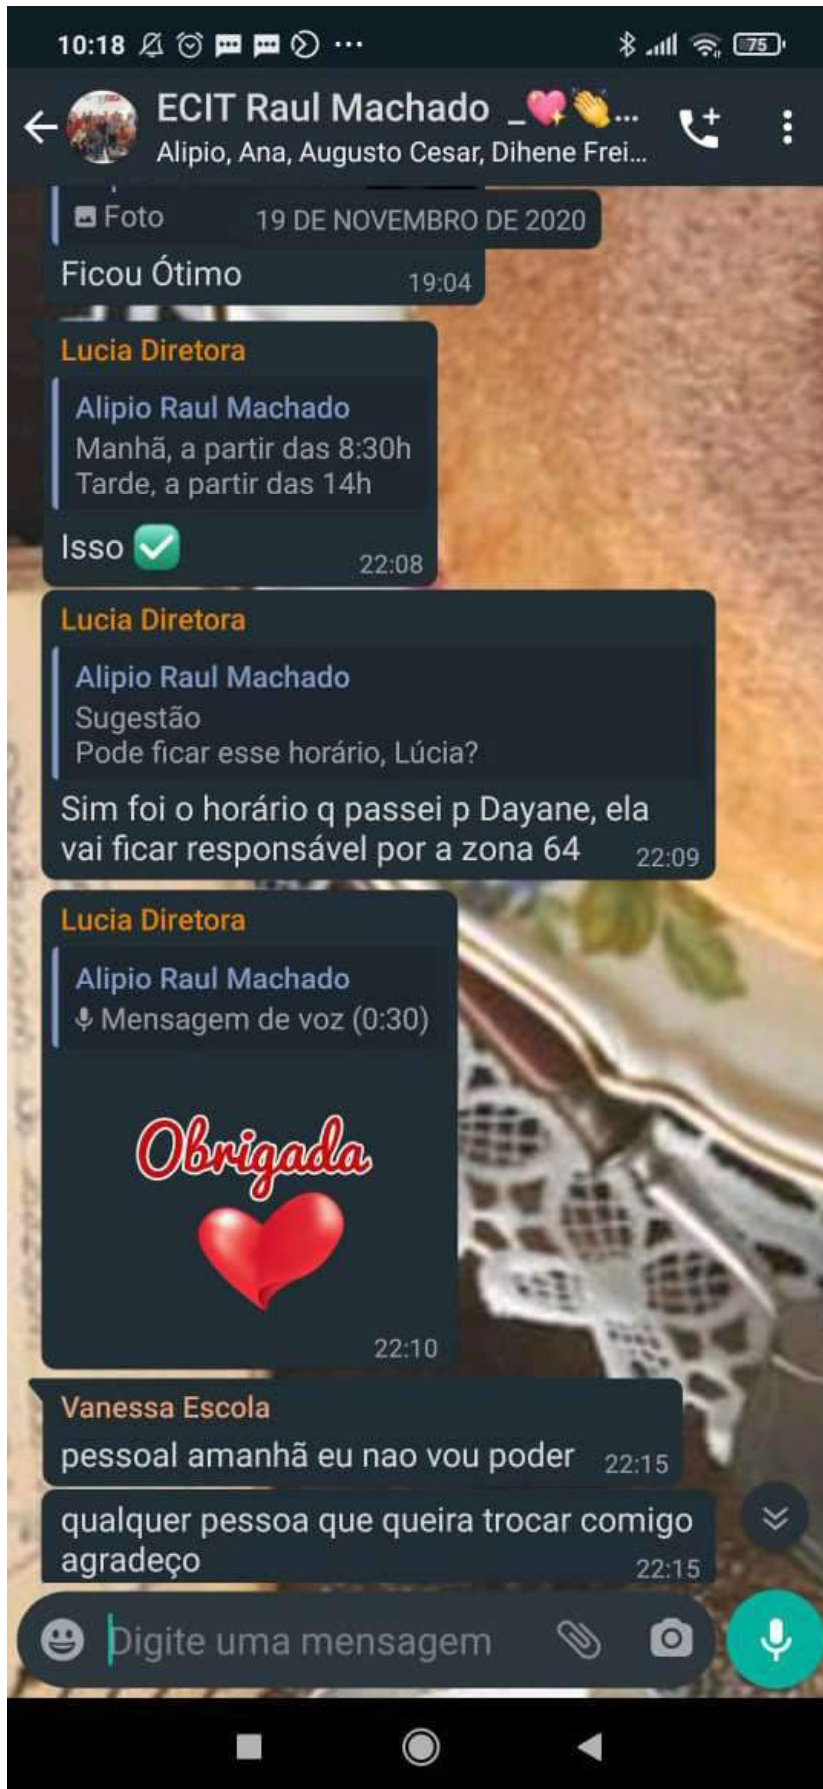 10:18
75
ECIT Raul Machado _💖👏...
Alipio, Ana, Augusto Cesar, Dihene Frei...
Foto
19 DE NOVEMBRO DE 2020
Ficou Ótimo
19:04
Lucia Diretora
Alipio Raul Machado
Manhã, a partir das 8:30h
Tarde, a partir das 14h
Isso ✅
22:08
Lucia Diretora
Alipio Raul Machado
Sugestão
Pode ficar esse horário, Lúcia?
Sim foi o horário q passei p Dayane, ela
vai ficar responsável por a zona 64
22:09
Lucia Diretora
Alipio Raul Machado
Mensagem de voz (0:30)
Obrigada
22:10
Vanessa Escola
pessoal amanhã eu nao vou poder
22:15
qualquer pessoa que queira trocar comigo
agradeço
22:15
Digite uma mensagem